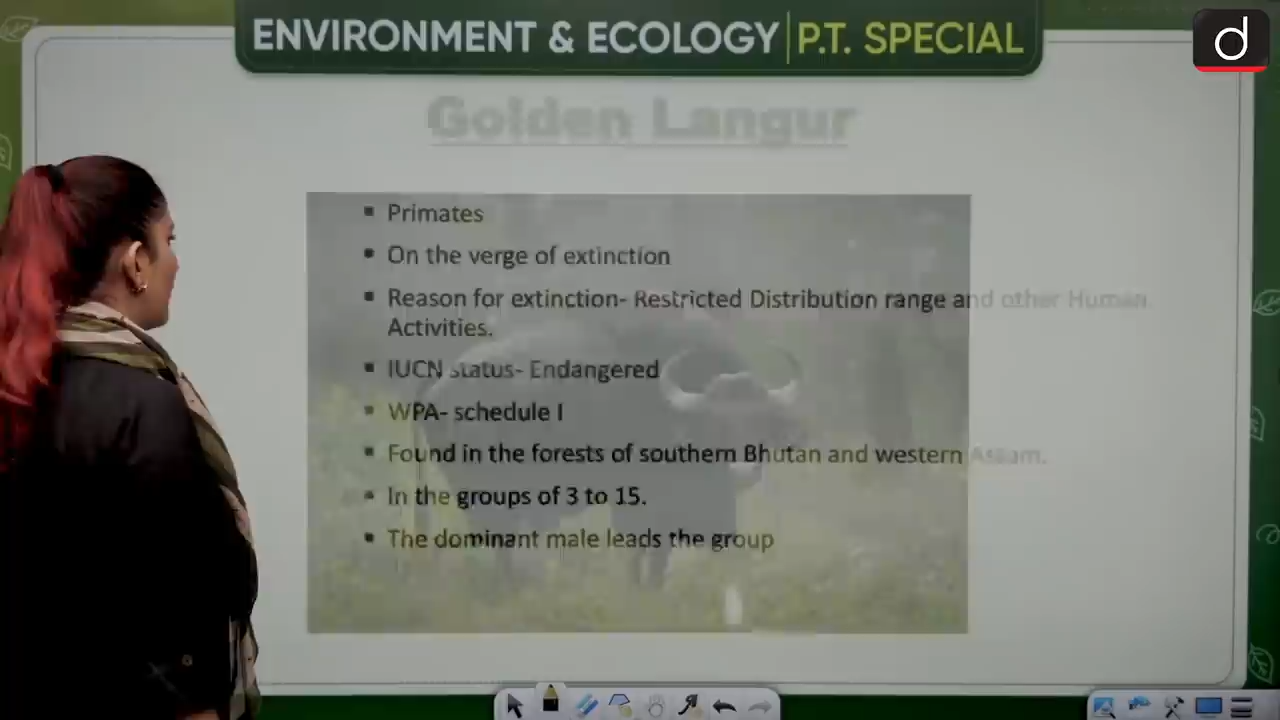 ENVIRONMENT & ECOLOGY | P.T. SPECIAL
d
Golden Langur
▪ Primates
▪ On the verge of extinction
▪ Reason for extinction- Restricted Distribution range and other Human
Activities.
▪ IUCN status- Endangered
▪ WPA- schedule I
▪ Found in the forests of southern Bhutan and western Assam.
▪ In the groups of 3 to 15.
▪ The dominant male leads the group